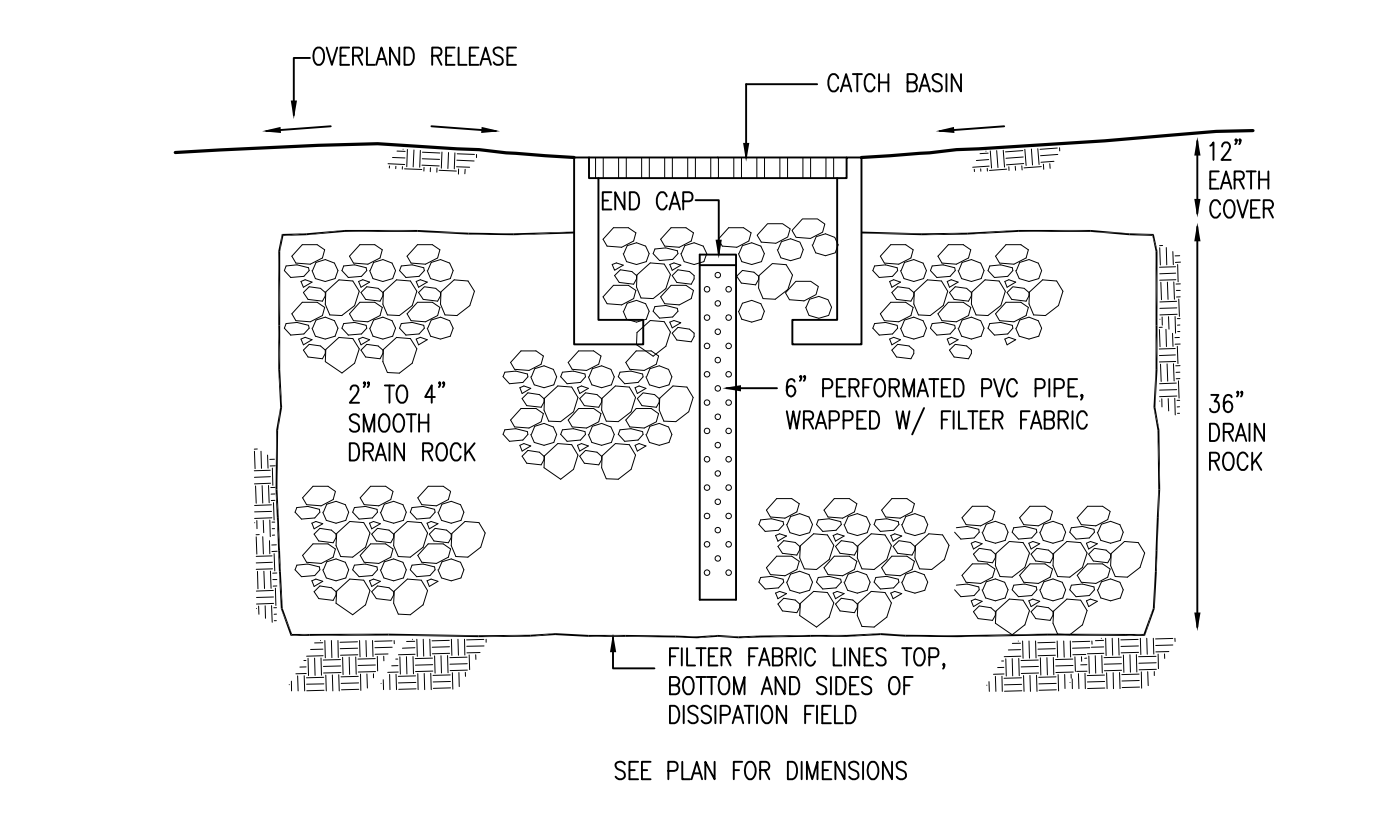 OVERLAND RELEASE
CATCH BASIN
12”
EARTH
COVER
END CAP
2” TO 4”
SMOOTH
DRAIN ROCK
6” PERFORMATED PVC PIPE,
WRAPPED W/ FILTER FABRIC
36”
DRAIN
ROCK
FILTER FABRIC LINES TOP,
BOTTOM AND SIDES OF
DISSIPATION FIELD
SEE PLAN FOR DIMENSIONS